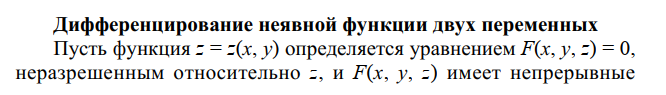 Дифференцирование неявной функции двух переменных
Пусть функция z = z(x, y) определяется уравнением F(x, y, z) = 0,
неразрешенным относительно z, и F(x, y, z) имеет непрерывные